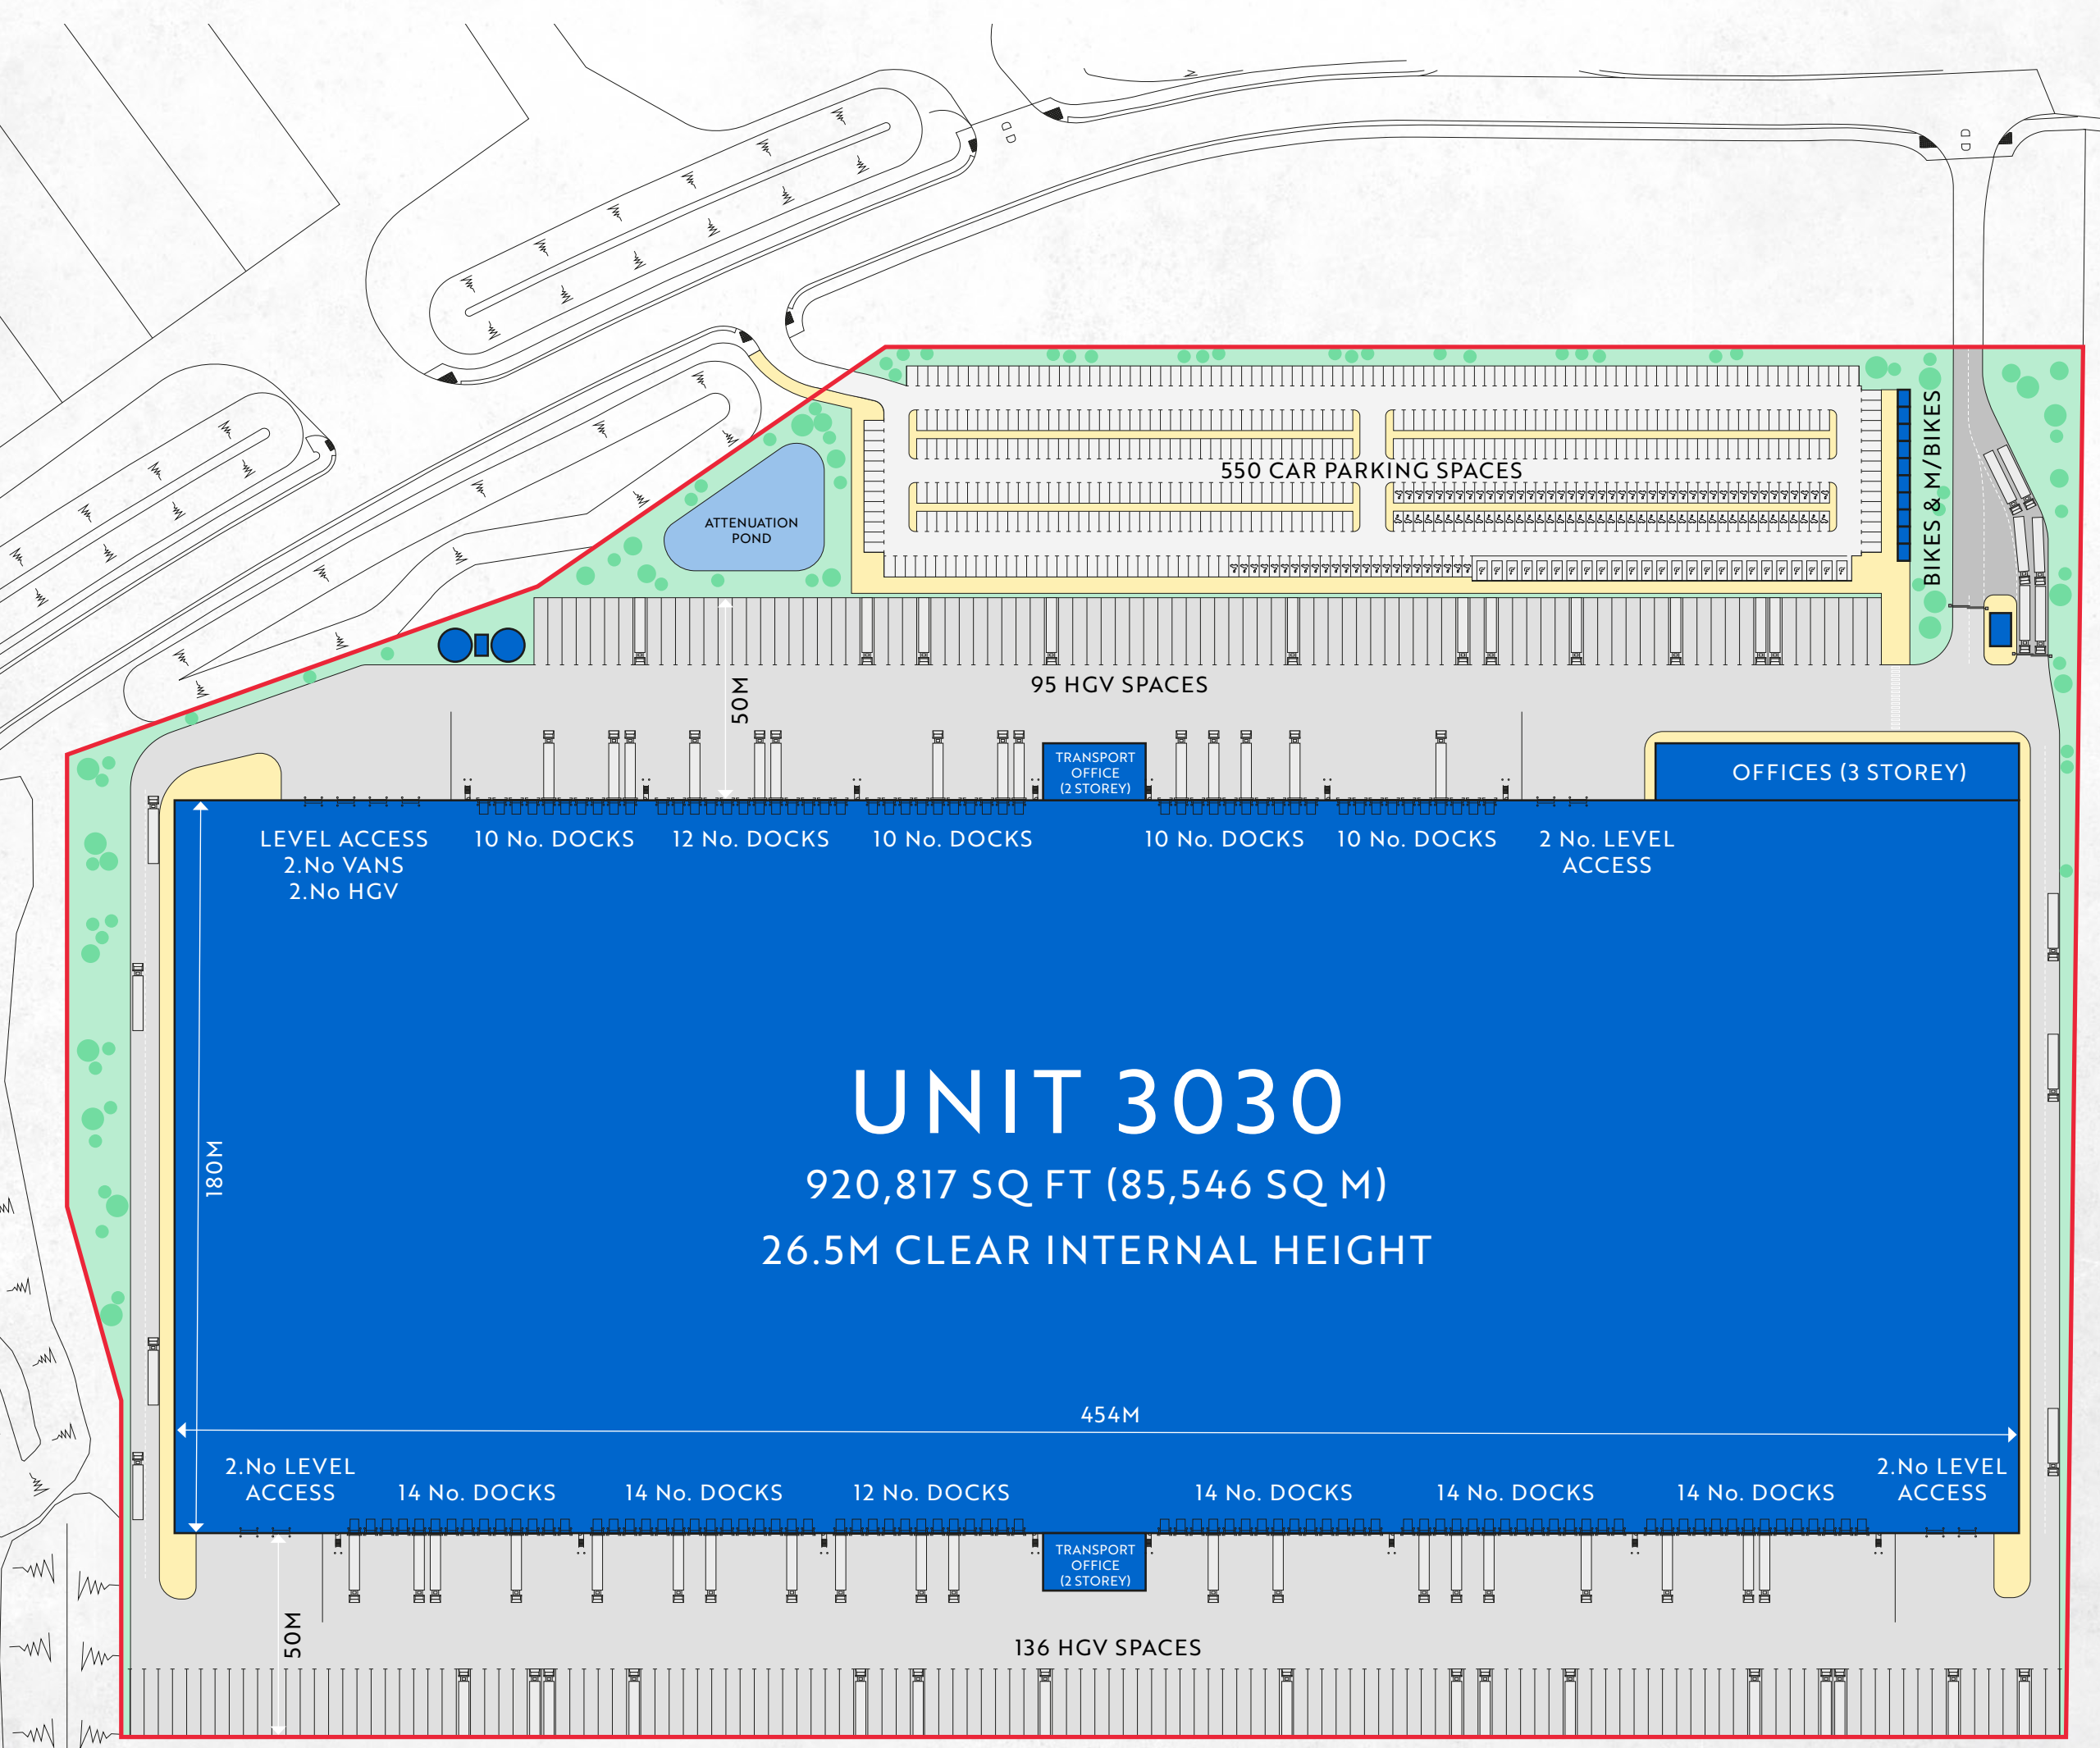 550 CAR PARKING SPACES
BIKES & M/BIKES
ATTENUATION
POND
95 HGV SPACES
50M
TRANSPORT
OFFICE
(2 STOREY)
OFFICES (3 STOREY)
LEVEL ACCESS
2.No VANS
2.No HGV
10 No. DOCKS
12 No. DOCKS
10 No. DOCKS
10 No. DOCKS
10 No. DOCKS
2 No. LEVEL
ACCESS
UNIT 3030
920,817 SQ FT (85,546 SQ M)
26.5M CLEAR INTERNAL HEIGHT
180M
454M
2.No LEVEL
ACCESS
14 No. DOCKS
14 No. DOCKS
12 No. DOCKS
14 No. DOCKS
14 No. DOCKS
14 No. DOCKS
2.No LEVEL
ACCESS
TRANSPORT
OFFICE
(2 STOREY)
50M
136 HGV SPACES